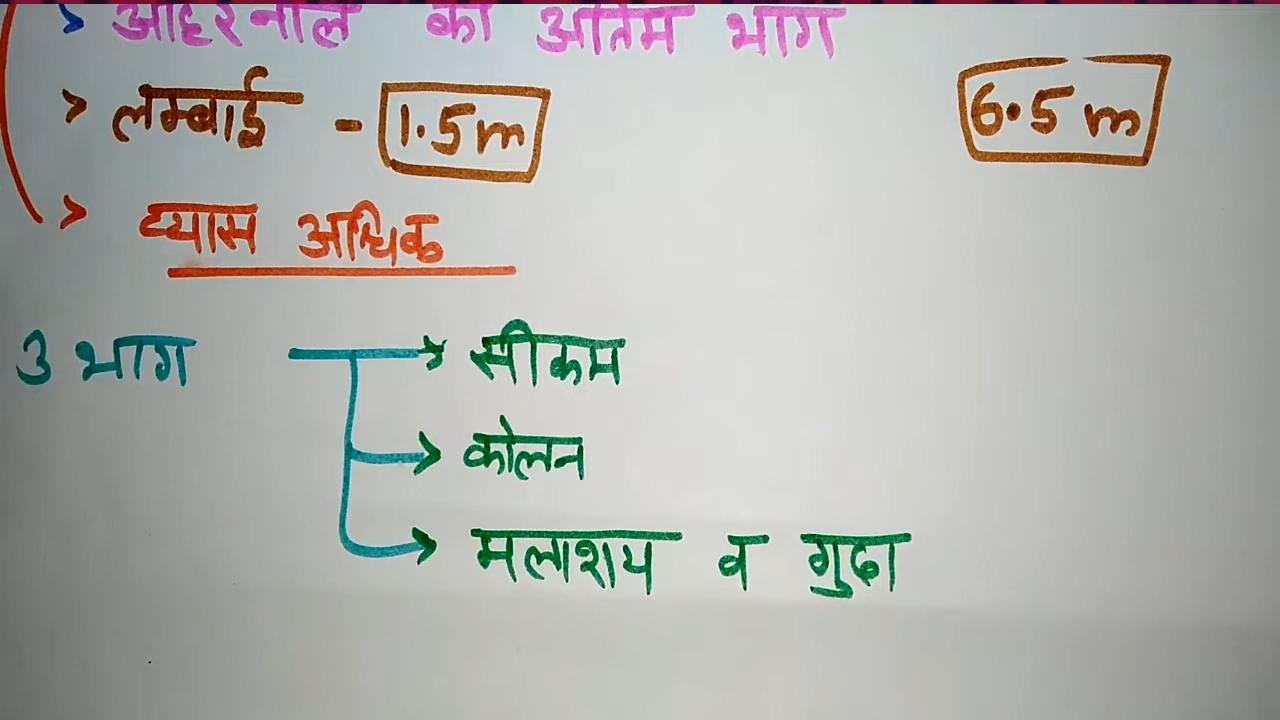 > आहारनाल का अंतिम भाग
> लम्बाई - 1.5m 6.5 m
> व्यास अधिक
3 भाग → सीकम
→ कोलन
→ मलाशय व गुदा